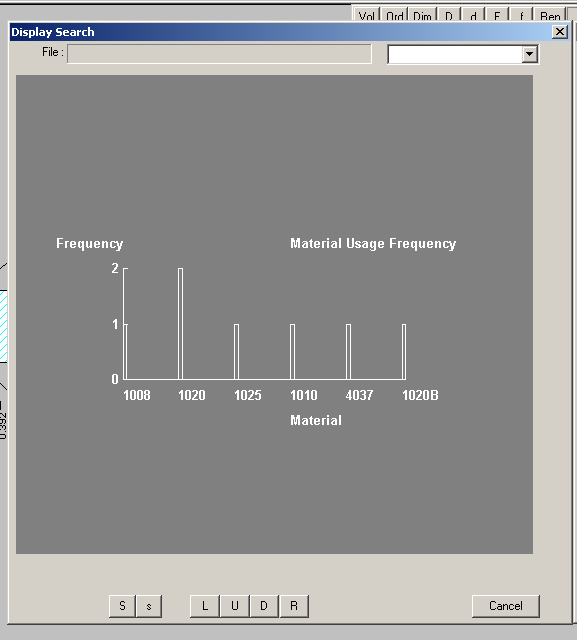 Vol Ord Dim D d F f Ben
Display Search
File :
Frequency
Material Usage Frequency
2
1
0
1008 1020 1025 1010 4037 1020B
Material
0.392
S s L U D R Cancel